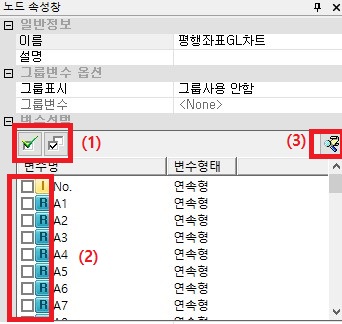 노드 속성창
일반정보
이름 평행좌표GL차트
설명
그룹변수 옵션
그룹표시 그룹사용 안함
그룹변수 <None>
변수선택
(1)
(3)
변수명 변수형태
I No. 연속형
R A1 연속형
R A2 연속형
(2)
R A3 연속형
R A4 연속형
R A5 연속형
R A6 연속형
R A7 연속형